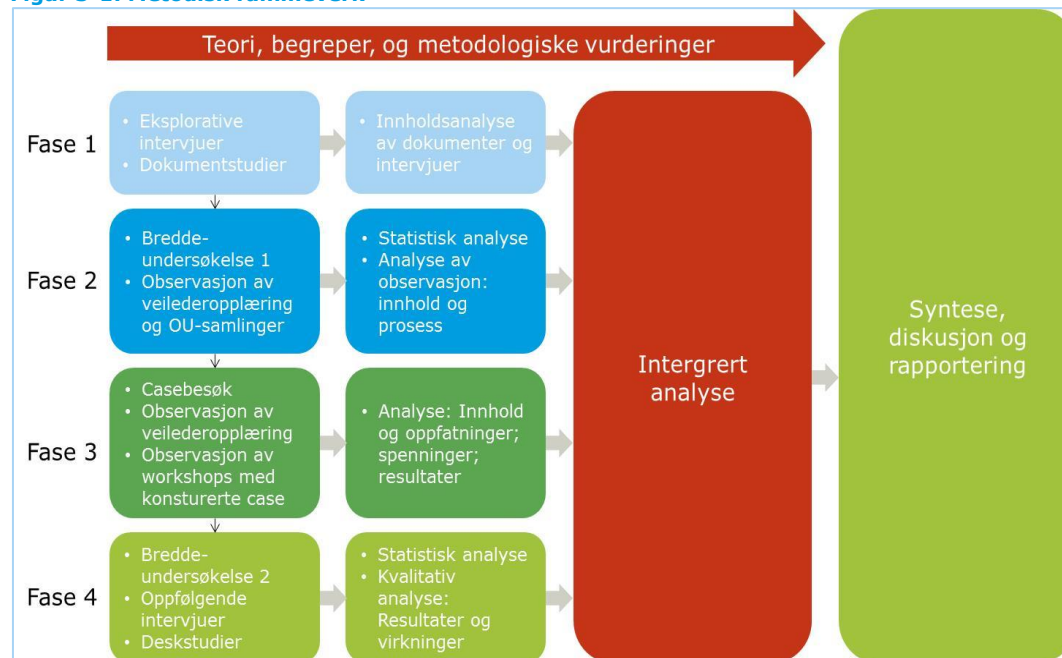 Teori, begreper, og metodologiske vurderinger
Fase 1
• Eksplorative
intervjuer
• Dokumentstudier
• Innholdsanalyse
av dokumenter og
intervjuer
Fase 2
• Bredde-
undersøkelse 1
• Observasjon av
veilederopplæring
og OU-samlinger
• Statistisk analyse
• Analyse av
observasjon:
innhold og
prosess
Fase 3
• Casebesøk
• Observasjon av
veilederopplæring
• Observasjon av
workshops med
konsturerte case
• Analyse: Innhold
og oppfatninger;
spenninger;
resultater
Fase 4
• Bredde-
undersøkelse 2
• Oppfølgende
intervjuer
• Deskstudier
• Statistisk analyse
• Kvalitativ
analyse:
Resultater og
virkninger
Intergrert
analyse
Syntese,
diskusjon og
rapportering